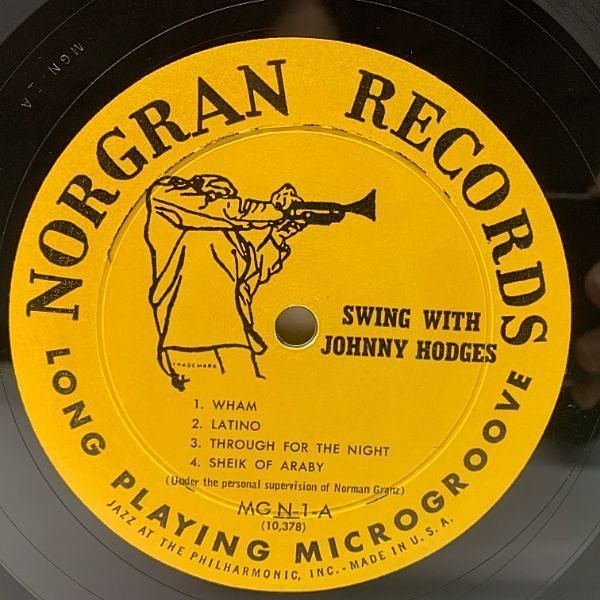 MGN-1A
NORGRAN RECORDS
TRADEMARK
SWING WITH
JOHNNY HODGES
1. WHAM
2. LATINO
3. THROUGH FOR THE NIGHT
4. SHEIK OF ARABY
(Under the personal supervision of Norman Granz)
MG N-1-A
(10,378)
LONG PLAYING MICROGROOVE
JAZZ AT THE PHILHARMONIC, INC.-MADE IN U.S.A.